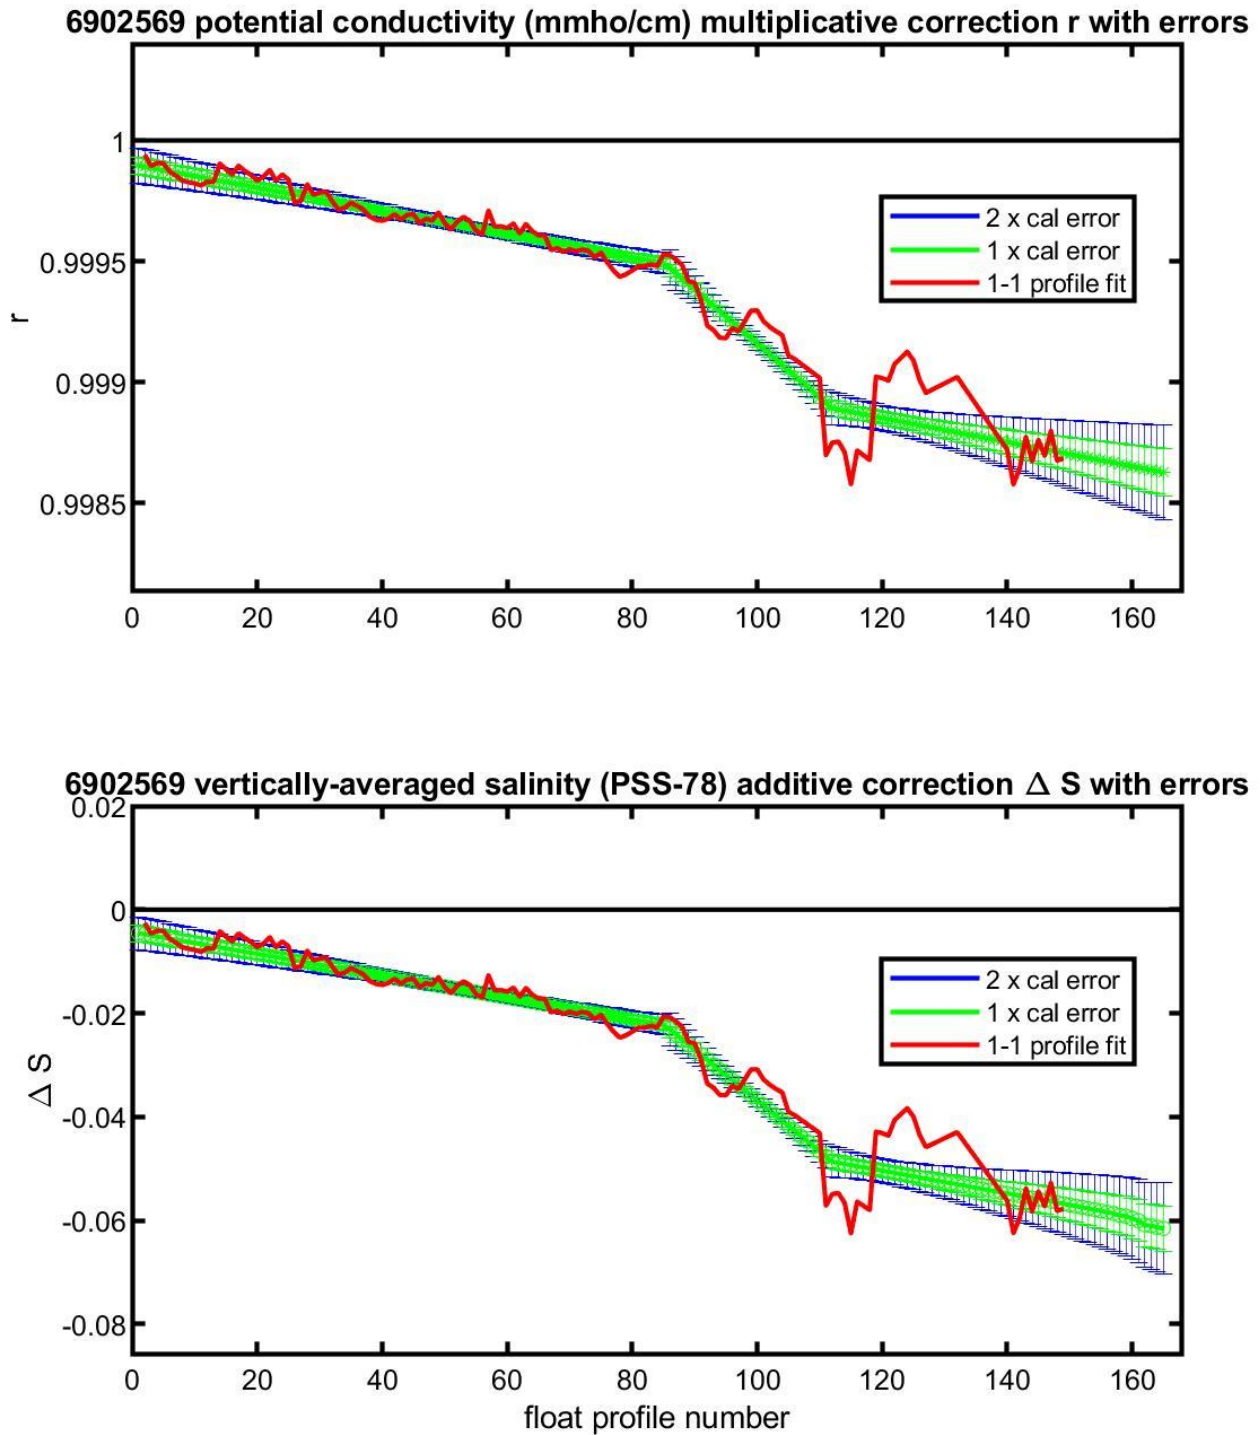 6902569 potential conductivity (mmho/cm) multiplicative correction r with errors
1
0.9995
0.999
0.9985
r
2 x cal error
1 x cal error
1-1 profile fit
0 20 40 60 80 100 120 140 160
6902569 vertically-averaged salinity (PSS-78) additive correction Δ S with errors
0.02
0
-0.02
-0.04
-0.06
-0.08
Δ S
2 x cal error
1 x cal error
1-1 profile fit
0 20 40 60 80 100 120 140 160
float profile number